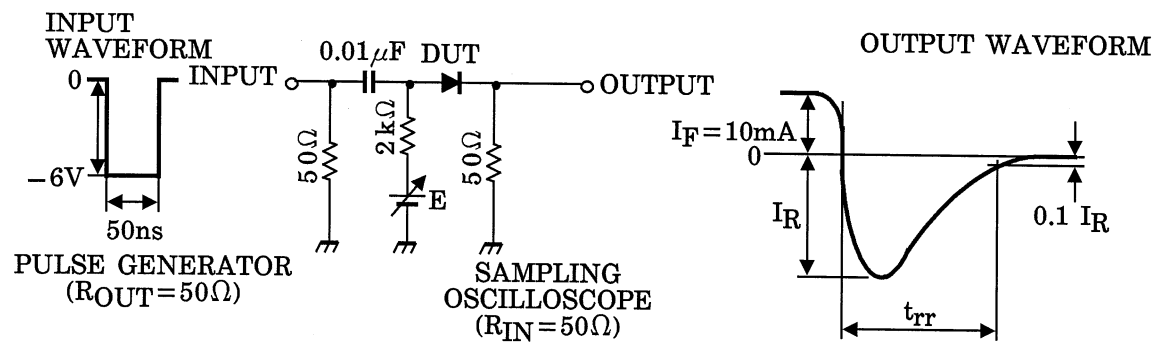 INPUT
WAVEFORM
0
−6V
50ns
PULSE GENERATOR
(ROUT=50Ω)
INPUT
0.01μF
DUT
OUTPUT
50Ω
2kΩ
E
50Ω
SAMPLING
OSCILLOSCOPE
(RIN=50Ω)
OUTPUT WAVEFORM
IF=10mA
0
IR
0.1 IR
trr